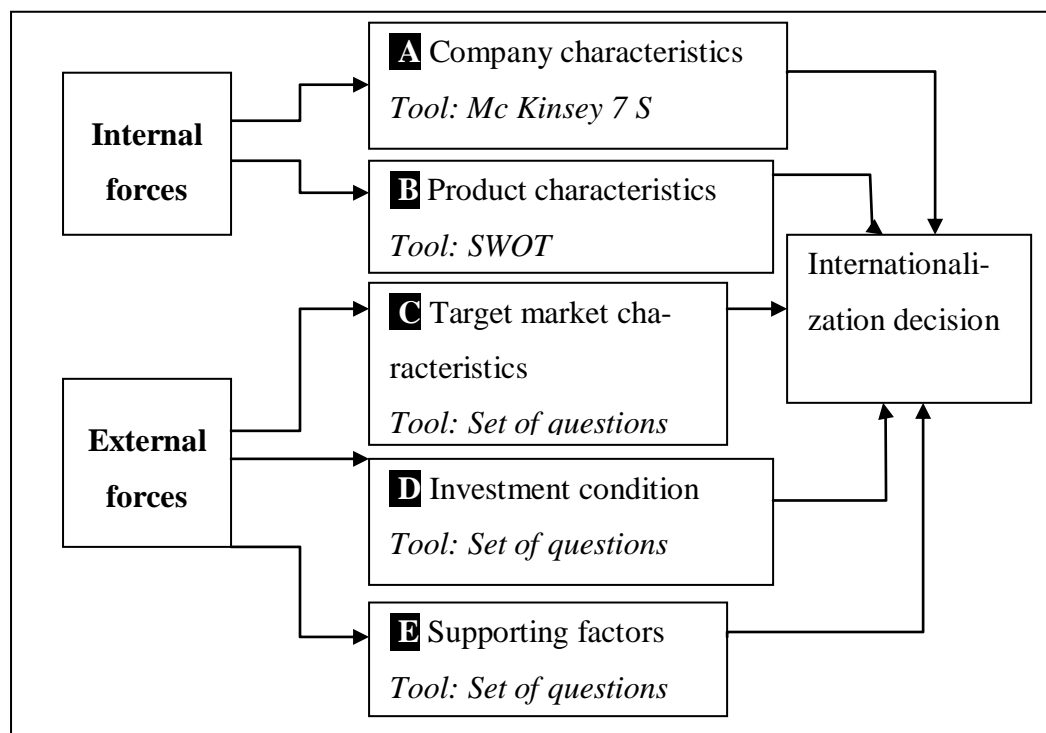 Internal
forces
A Company characteristics
Tool: Mc Kinsey 7 S
B Product characteristics
Tool: SWOT
C Target market cha-
racteristics
Tool: Set of questions
External
forces
D Investment condition
Tool: Set of questions
E Supporting factors
Tool: Set of questions
Internationali-
zation decision